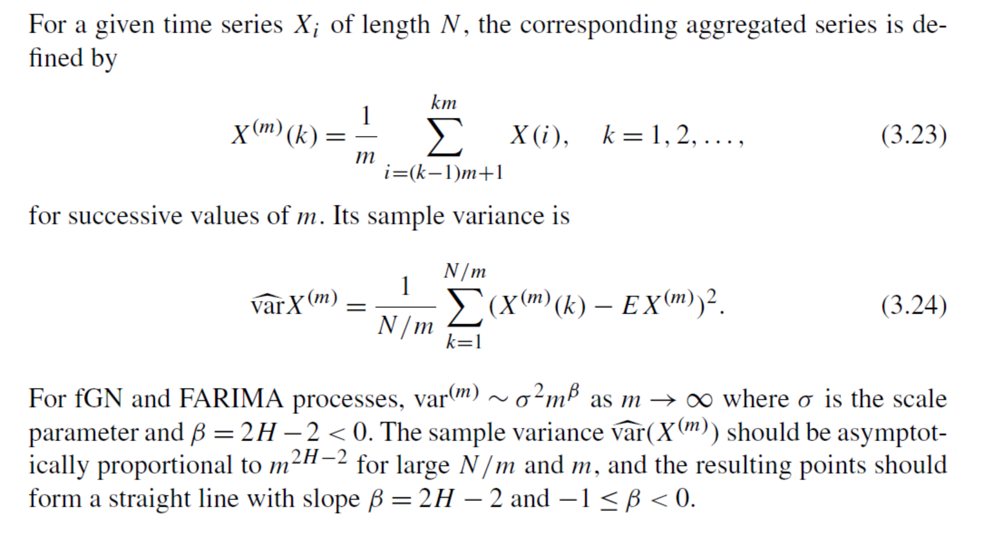 For a given time series X_i of length N, the corresponding aggregated series is de-
fined by
X^{(m)}(k) = \frac{1}{m} \sum_{i=(k-1)m+1}^{km} X(i), k = 1, 2, ..., (3.23)
for successive values of m. Its sample variance is
\widehat{var}X^{(m)} = \frac{1}{N/m} \sum_{k=1}^{N/m} (X^{(m)}(k) − EX^{(m)})^2. (3.24)
For fGN and FARIMA processes, var^{(m)} ∼ σ^2m^β as m → ∞ where σ is the scale
parameter and β = 2H − 2 < 0. The sample variance \widehat{var}(X^{(m)}) should be asymptot-
ically proportional to m^{2H−2} for large N/m and m, and the resulting points should
form a straight line with slope β = 2H − 2 and −1 ≤ β < 0.